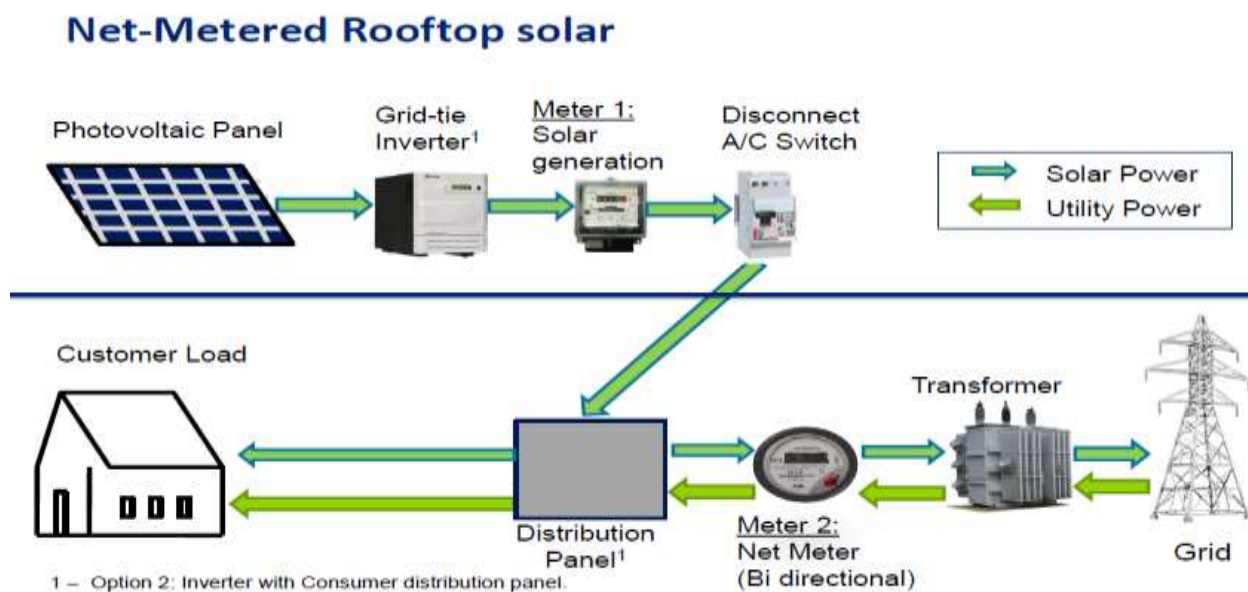 Net-Metered Rooftop solar
Photovoltaic Panel
Grid-tie
Inverter¹
Meter 1:
Solar
generation
Disconnect
A/C Switch
Solar Power
Utility Power
Customer Load
Transformer
Distribution
Panel¹
Meter 2:
Net Meter
(Bi directional)
Grid
1 – Option 2: Inverter with Consumer distribution panel.